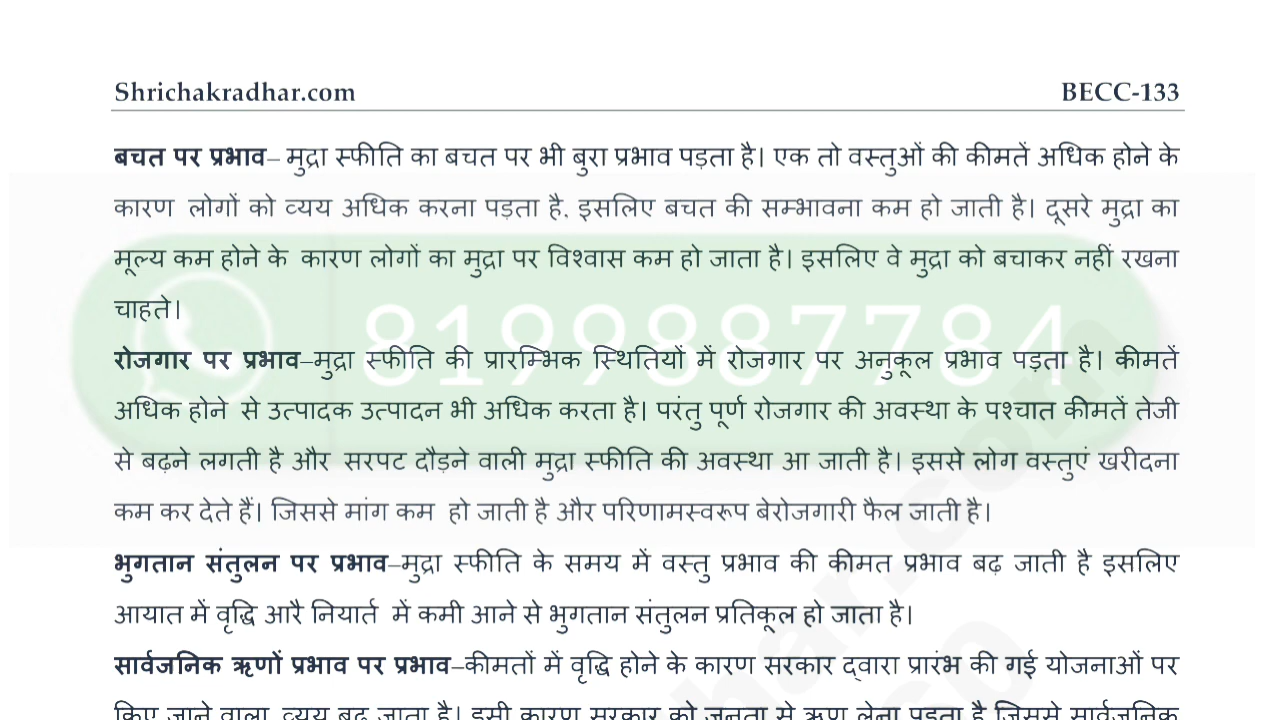 Shrichakradhar.com BECC-133
बचत पर प्रभाव– मुद्रा स्फीति का बचत पर भी बुरा प्रभाव पड़ता है। एक तो वस्तुओं की कीमतें अधिक होने के
कारण लोगों को व्यय अधिक करना पड़ता है, इसलिए बचत की सम्भावना कम हो जाती है। दूसरे मुद्रा का
मूल्य कम होने के कारण लोगों का मुद्रा पर विश्वास कम हो जाता है। इसलिए वे मुद्रा को बचाकर नहीं रखना
चाहते।
8199887784
रोजगार पर प्रभाव–मुद्रा स्फीति की प्रारम्भिक स्थितियों में रोजगार पर अनुकूल प्रभाव पड़ता है। कीमतें
अधिक होने से उत्पादक उत्पादन भी अधिक करता है। परंतु पूर्ण रोजगार की अवस्था के पश्चात कीमतें तेजी
से बढ़ने लगती है और सरपट दौड़ने वाली मुद्रा स्फीति की अवस्था आ जाती है। इससे लोग वस्तुएं खरीदना
कम कर देते हैं। जिससे मांग कम हो जाती है और परिणामस्वरूप बेरोजगारी फैल जाती है।
भुगतान संतुलन पर प्रभाव–मुद्रा स्फीति के समय में वस्तु प्रभाव की कीमत प्रभाव बढ़ जाती है इसलिए
आयात में वृद्धि आरै नियार्त में कमी आने से भुगतान संतुलन प्रतिकूल हो जाता है।
सार्वजनिक ऋणों प्रभाव पर प्रभाव–कीमतों में वृद्धि होने के कारण सरकार द्वारा प्रारंभ की गई योजनाओं पर
किए जाने वाला व्यय बढ़ जाता है। इसी कारण सरकार को जनता से ऋण लेना पड़ता है जिससे सार्वजनिक